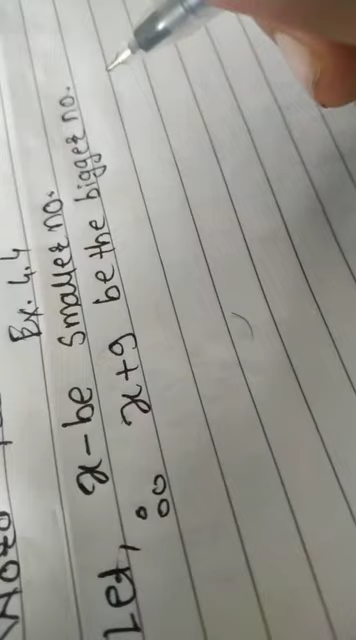 Ex. 4.4
Let, x - be smaller no.
∴ x+9 be the bigger no.